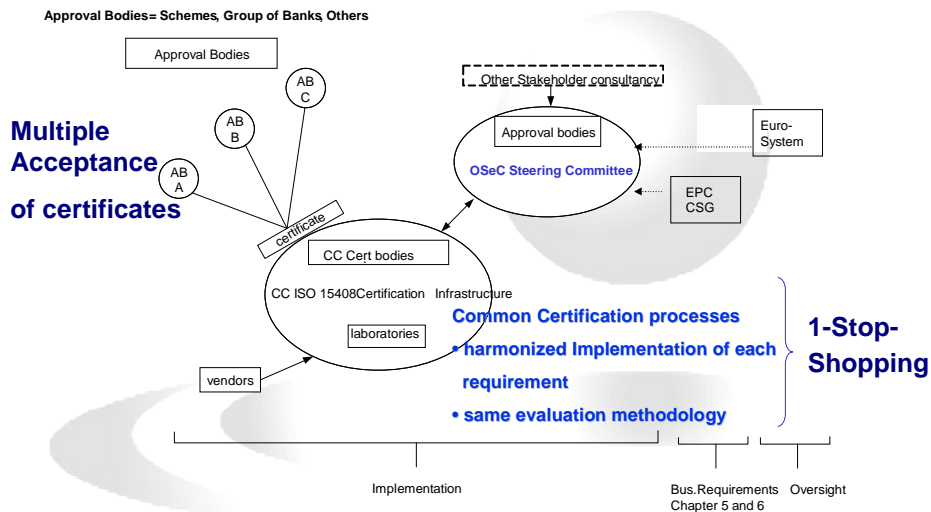 Approval Bodies= Schemes, Group of Banks, Others
Approval Bodies
AB
C
AB
B
AB
A
Multiple
Acceptance
of certificates
certificate
Other Stakeholder consultancy
Approval bodies
OSeC Steering Committee
Euro-
System
EPC
CSG
CC Cert bodies
CC ISO 15408Certification Infrastructure
laboratories
vendors
Common Certification processes
• harmonized Implementation of each
requirement
• same evaluation methodology
1-Stop-
Shopping
Implementation
Bus.Requirements
Chapter 5 and 6
Oversight